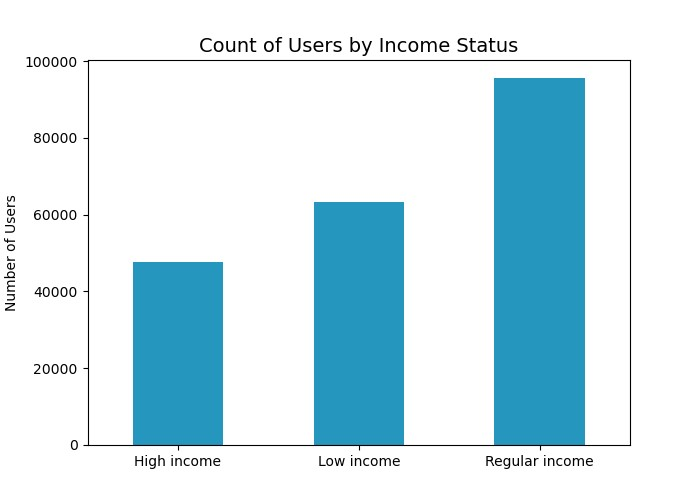 Count of Users by Income Status
100000
80000
60000
40000
20000
0
Number of Users
High income
Low income
Regular income